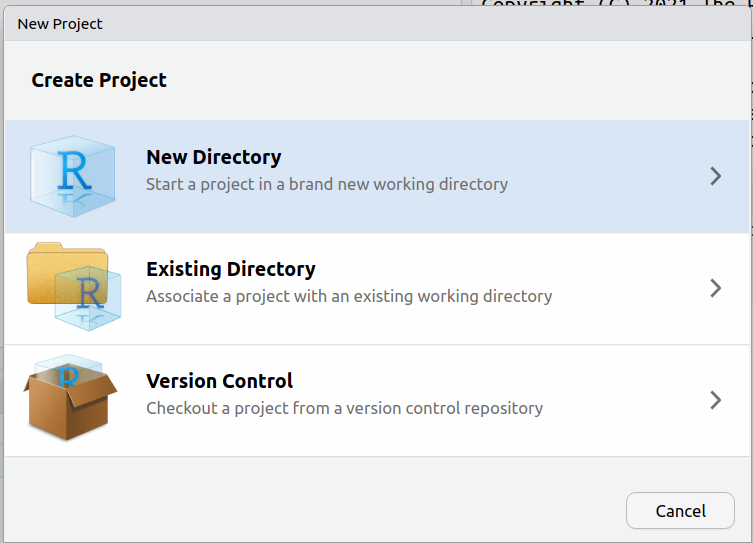 Copyright (C) 2021 The
New Project
Create Project
R
New Directory
Start a project in a brand new working directory
R
Existing Directory
Associate a project with an existing working directory
R
Version Control
Checkout a project from a version control repository
Cancel